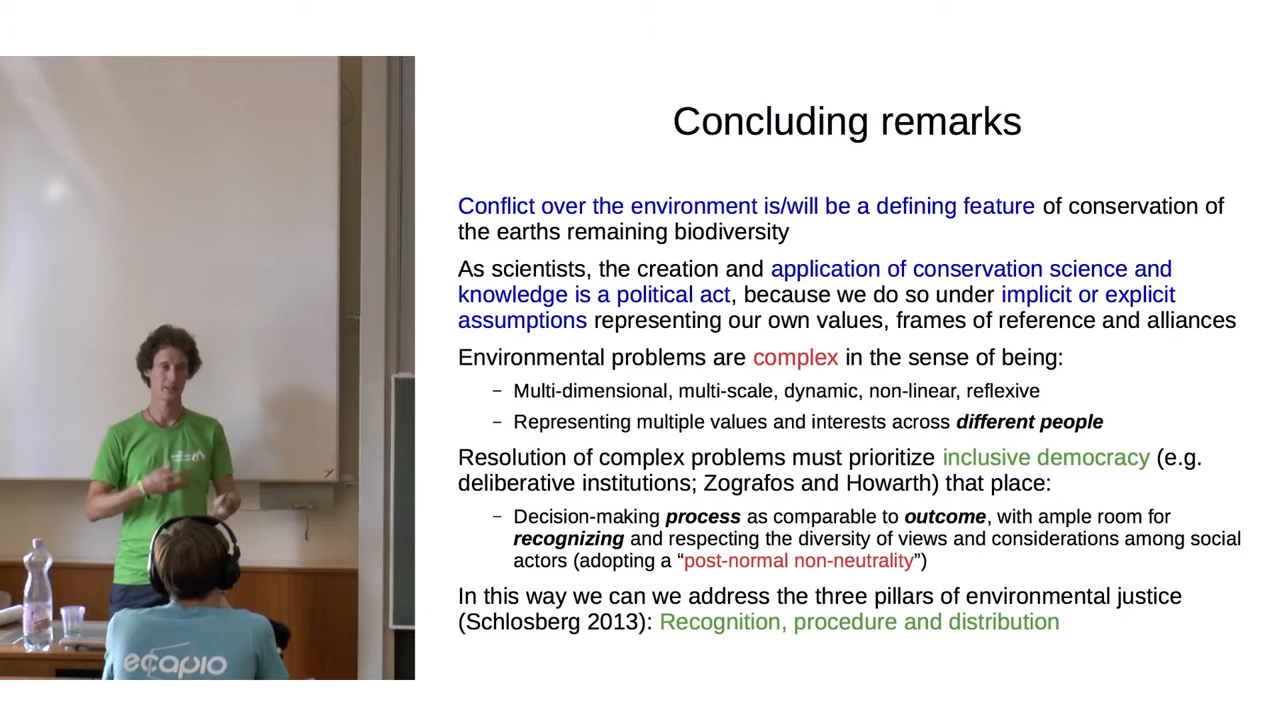 Concluding remarks
Conflict over the environment is/will be a defining feature of conservation of
the earths remaining biodiversity
As scientists, the creation and application of conservation science and
knowledge is a political act, because we do so under implicit or explicit
assumptions representing our own values, frames of reference and alliances
Environmental problems are complex in the sense of being:
– Multi-dimensional, multi-scale, dynamic, non-linear, reflexive
– Representing multiple values and interests across different people
Resolution of complex problems must prioritize inclusive democracy (e.g.
deliberative institutions; Zografos and Howarth) that place:
– Decision-making process as comparable to outcome, with ample room for
recognizing and respecting the diversity of views and considerations among social
actors (adopting a “post-normal non-neutrality”)
In this way we can we address the three pillars of environmental justice
(Schlosberg 2013): Recognition, procedure and distribution
ecapio